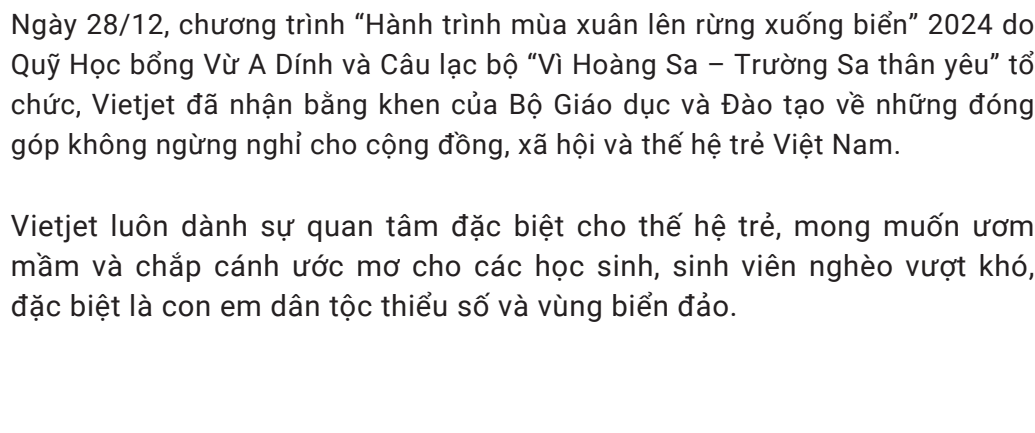 Ngày 28/12, chương trình “Hành trình mùa xuân lên rừng xuống biển” 2024 do
Quỹ Học bổng Vừ A Dính và Câu lạc bộ “Vì Hoàng Sa – Trường Sa thân yêu” tổ
chức, Vietjet đã nhận bằng khen của Bộ Giáo dục và Đào tạo về những đóng
góp không ngừng nghỉ cho cộng đồng, xã hội và thế hệ trẻ Việt Nam.
Vietjet luôn dành sự quan tâm đặc biệt cho thế hệ trẻ, mong muốn ươm
mầm và chắp cánh ước mơ cho các học sinh, sinh viên nghèo vượt khó,
đặc biệt là con em dân tộc thiểu số và vùng biển đảo.